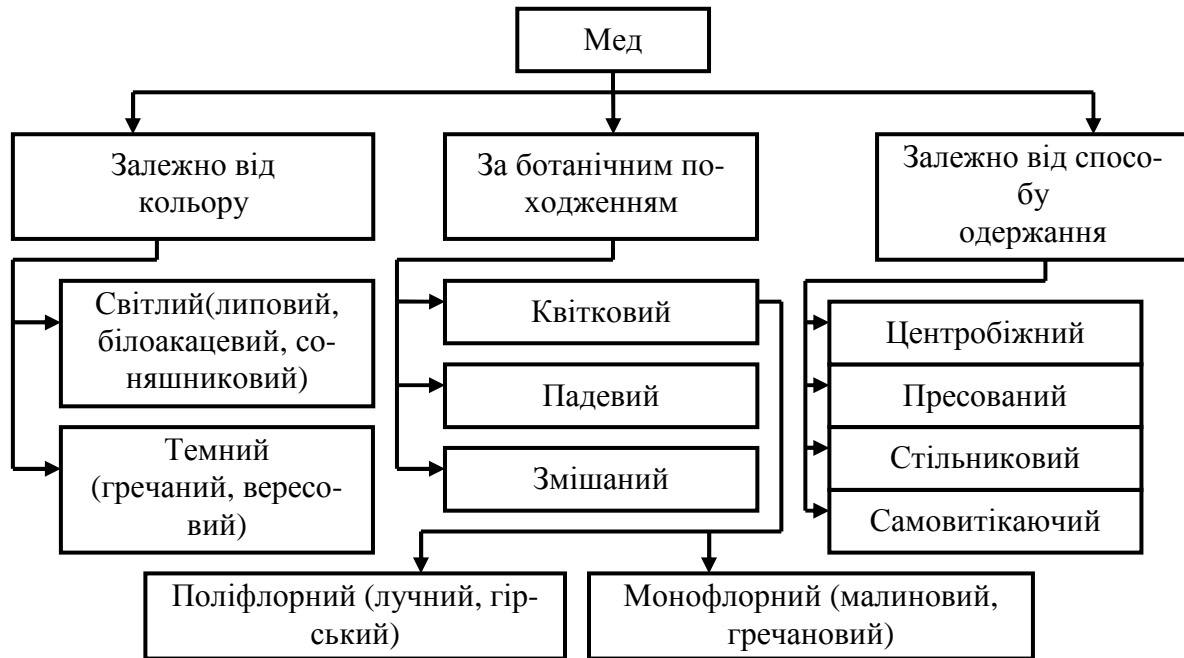 Мед
Залежно від
кольору
За ботанічним по-
ходженням
Залежно від спосо-
бу
одержання
Світлий(липовий,
білоакацевий, со-
няшниковий)
Темний
(гречаний, вересо-
вий)
Квітковий
Падевий
Змішаний
Центробіжний
Пресований
Стільниковий
Самовитікаючий
Поліфлорний (лучний, гір-
ський)
Монофлорний (малиновий,
гречановий)